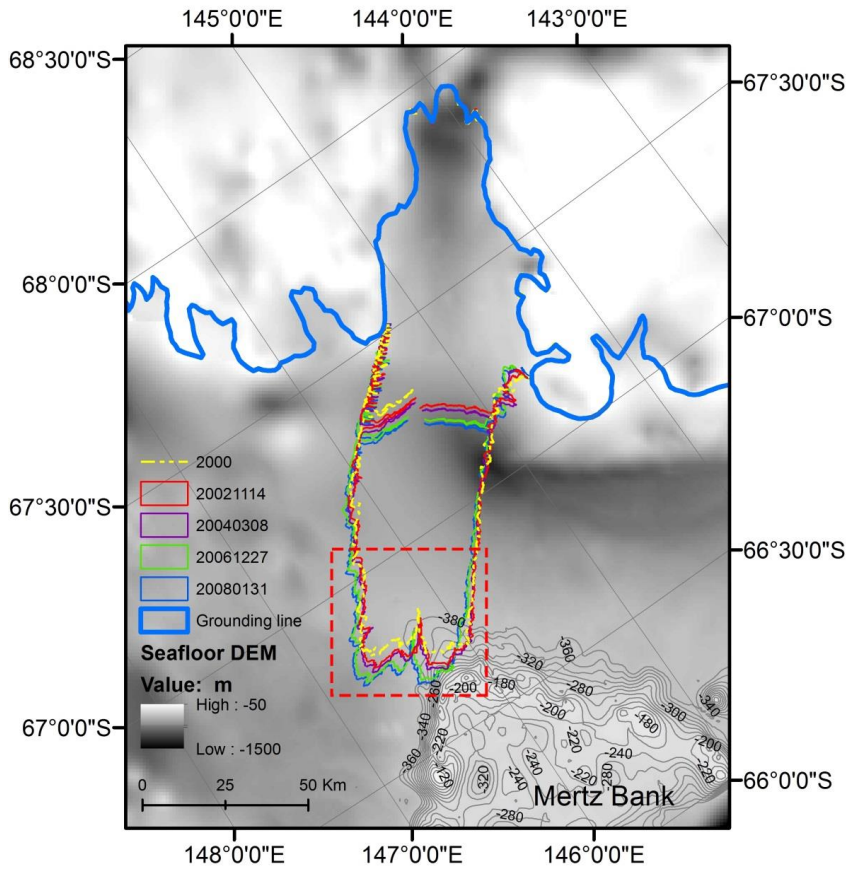 145°0'0"E 144°0'0"E 143°0'0"E
68°30'0"S
67°30'0"S
68°0'0"S
67°0'0"S
2000
20021114
67°30'0"S
20040308
66°30'0"S
20061227
20080131
Grounding line
-380
-360
Seafloor DEM
-320
Value: m
-200 -180 -280
-260
High : -50
-340
-300
-200
-180
-340
67°0'0"S
-220
-220
-200
-240
Low : -1500
-360
-240
-220
-120
-320
-240
-220
-280
66°0'0"S
0 25 50 Km
Mertz Bank
-280
148°0'0"E 147°0'0"E 146°0'0"E